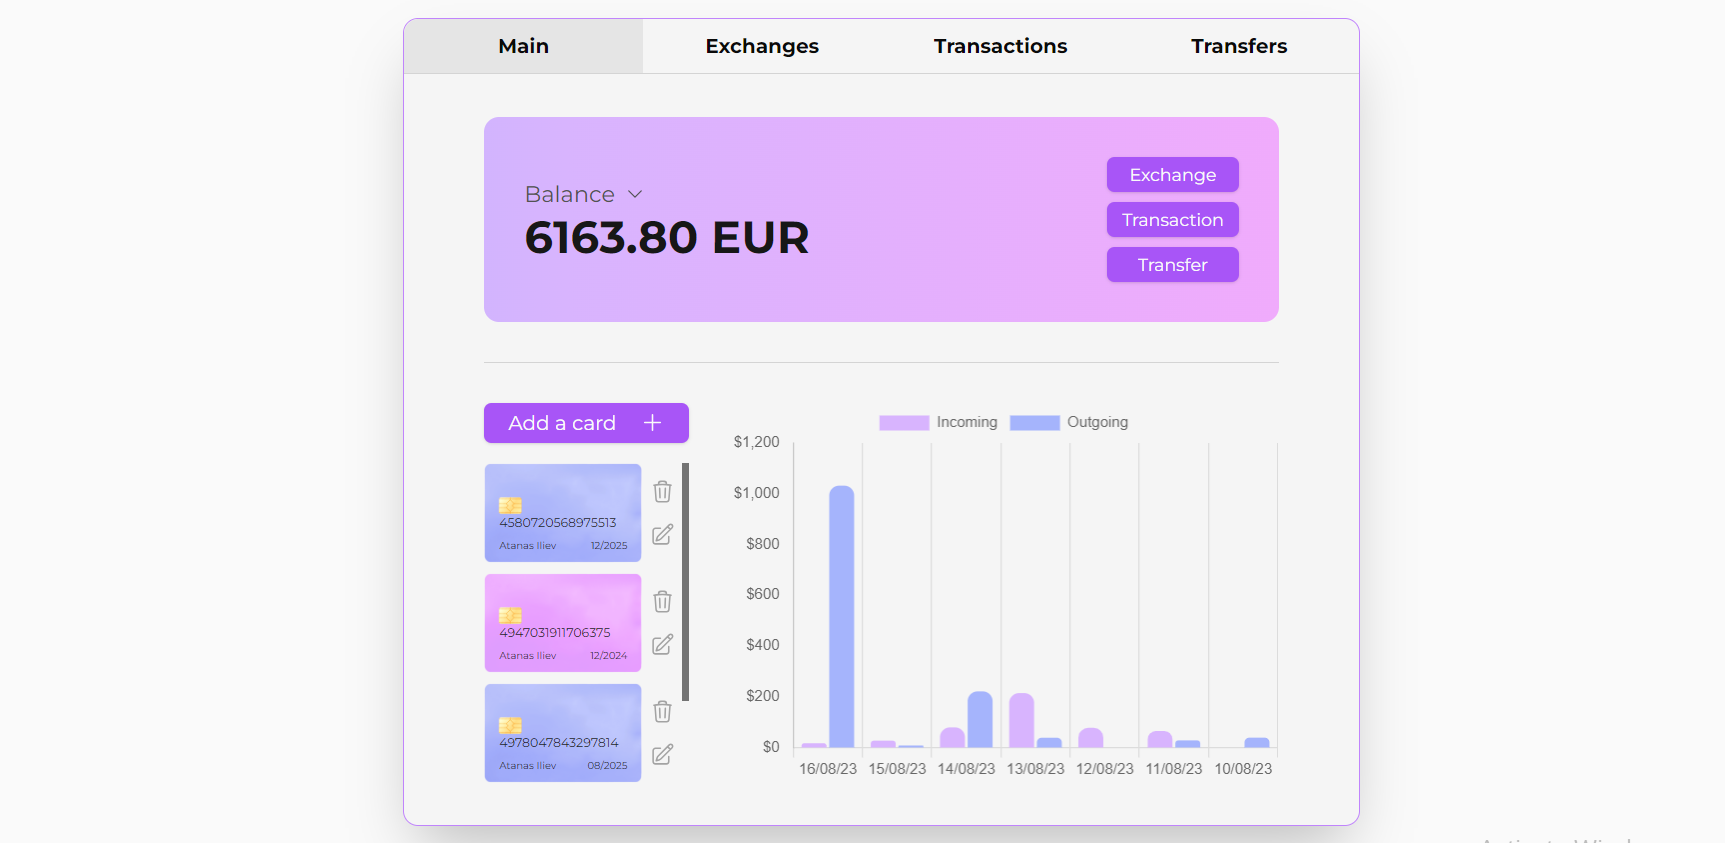 Main Exchanges Transactions Transfers
Balance
6163.80 EUR
Exchange
Transaction
Transfer
Add a card
4580720568975513
Atanas Iliev 12/2025
4947031911706375
Atanas Iliev 12/2024
4978047843297814
Atanas Iliev 08/2025
Incoming Outgoing
$1,200
$1,000
$800
$600
$400
$200
$0
16/08/23 15/08/23 14/08/23 13/08/23 12/08/23 11/08/23 10/08/23